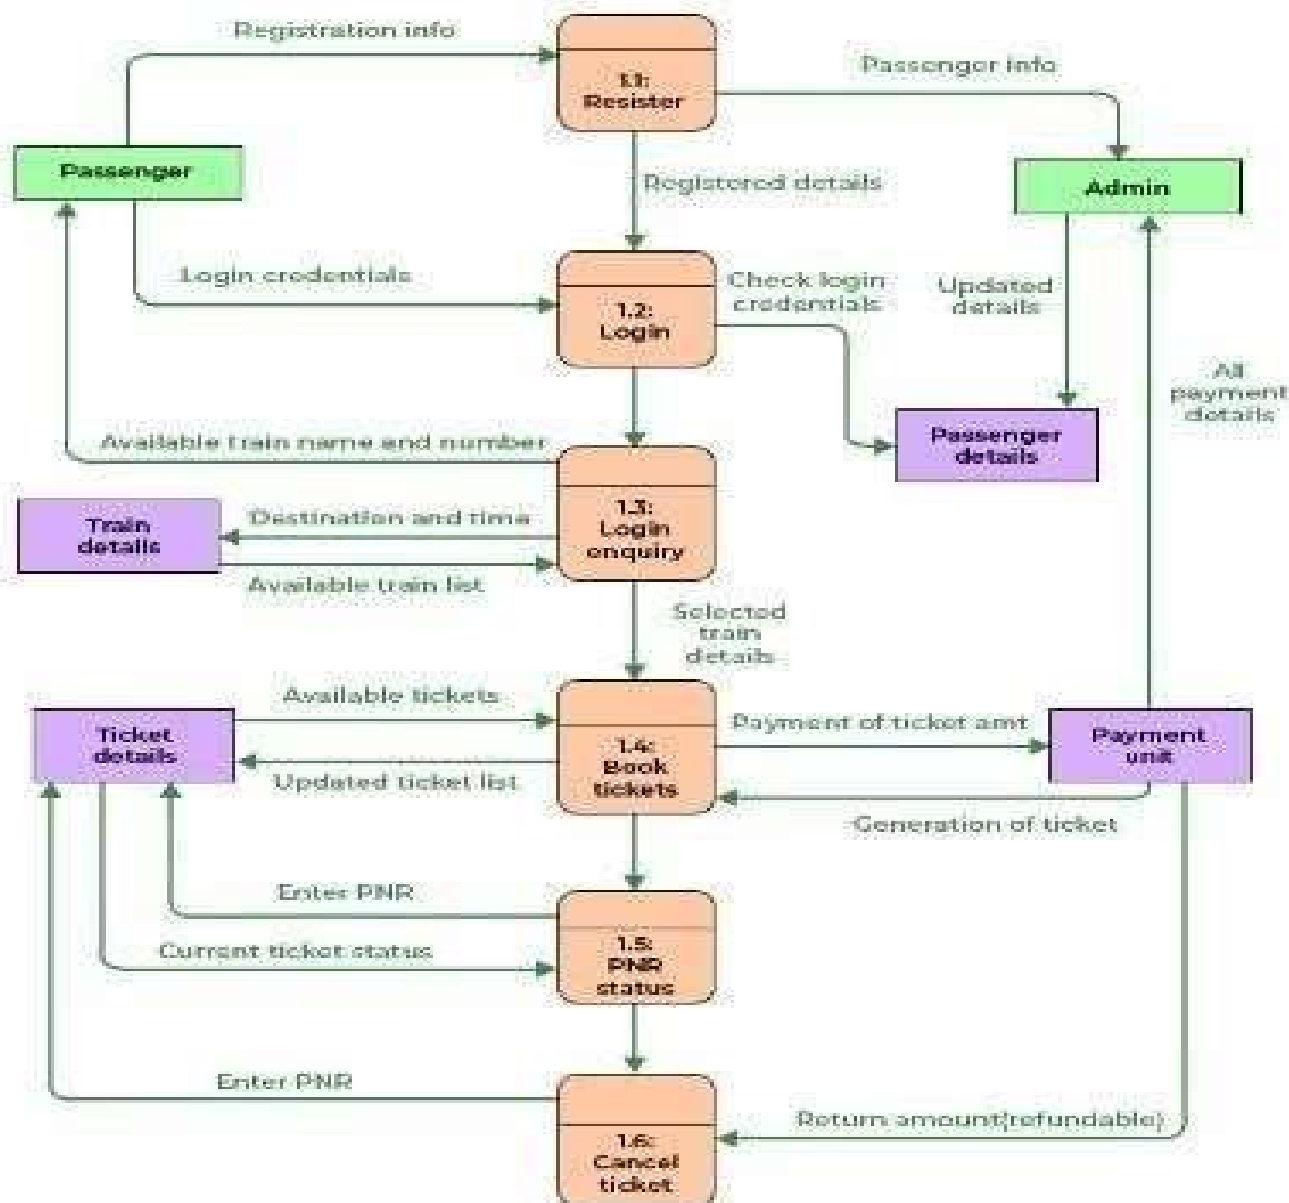 Registration info
Passenger info
1.1:
Resister
Passenger
Registered details
Admin
Login credentials
Check login
credentials
Updated
details
1.2:
Login
All
payment
details
Available train name and number
Passenger
details
Train
details
Destination and time
1.3:
Login
enquiry
Available train list
Selected
train
details
Available tickets
Payment of ticket amt
Ticket
details
1.4:
Book
tickets
Payment
unit
Updated ticket list
Generation of ticket
Enter PNR
Current ticket status
1.5:
PNR
status
Enter PNR
Return amount(refundable)
1.6:
Cancel
ticket